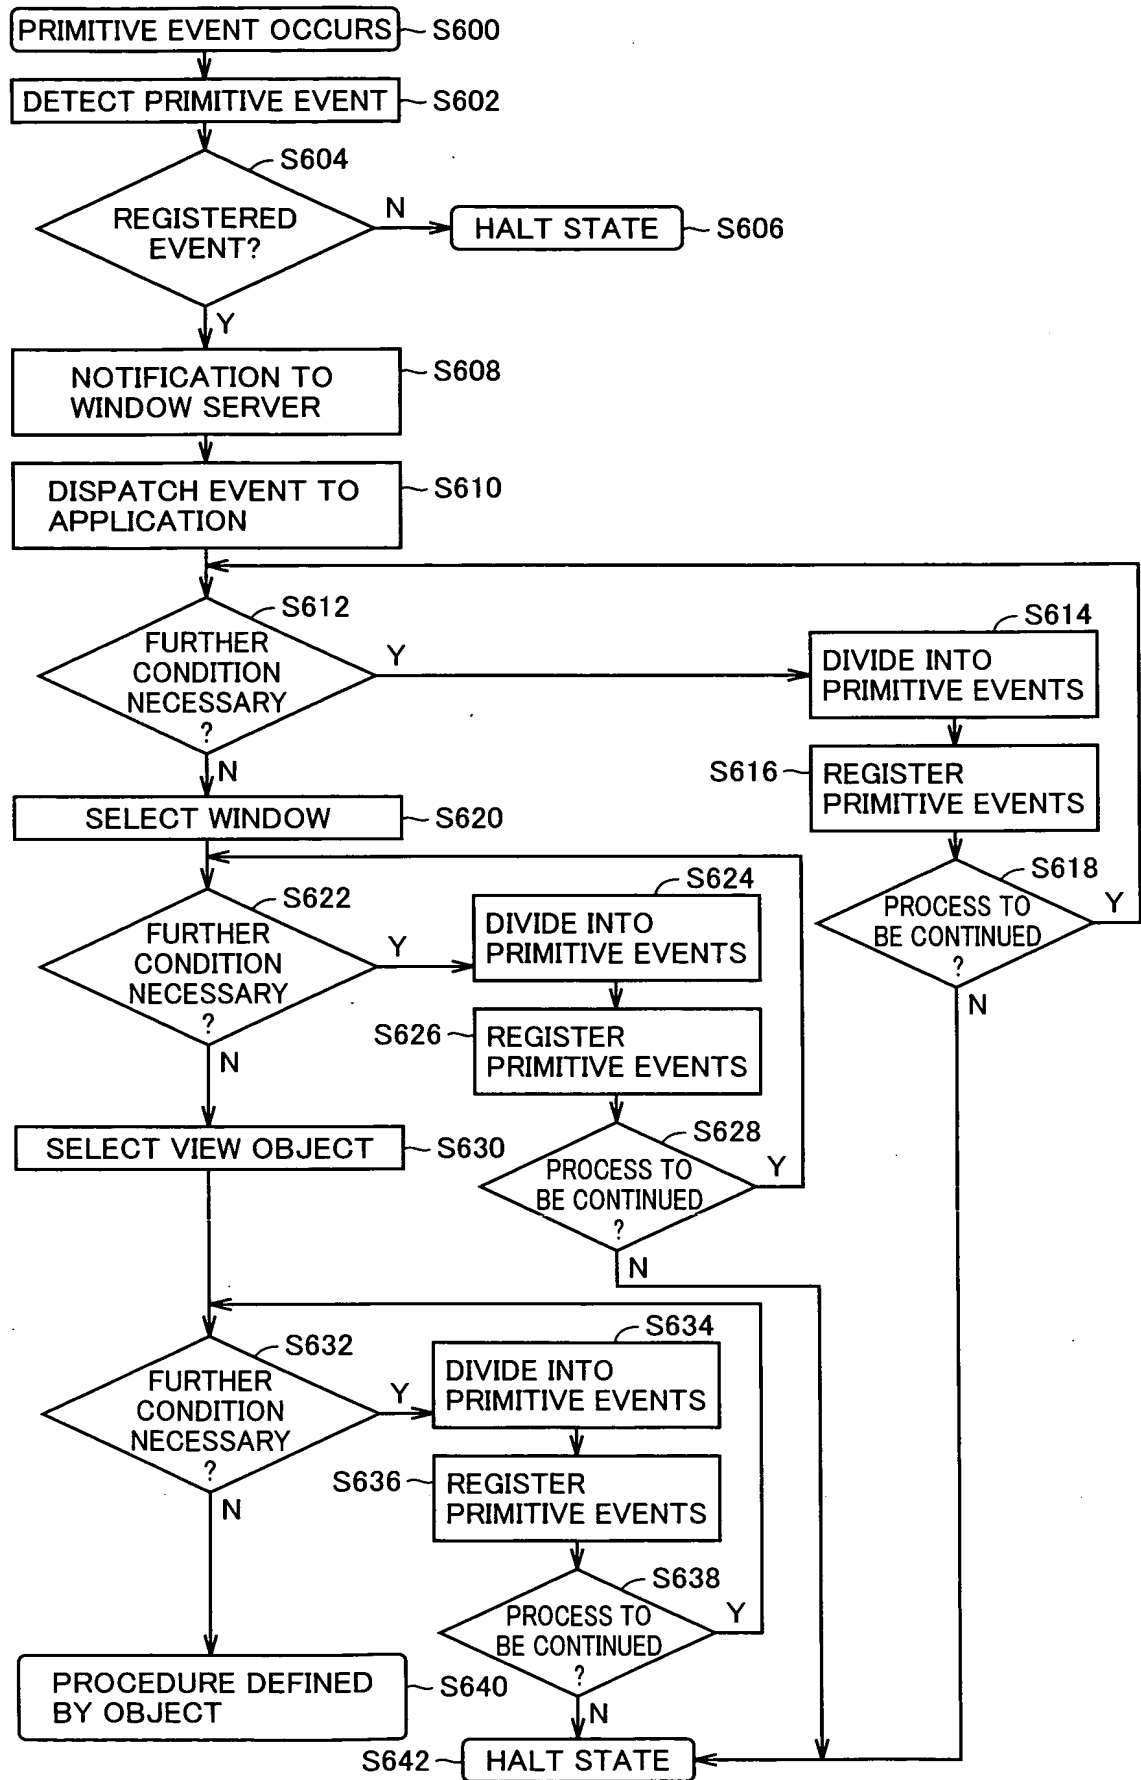 PRIMITIVE EVENT OCCURS
S600
DETECT PRIMITIVE EVENT
S602
S604
REGISTERED
EVENT?
N
HALT STATE
S606
Y
NOTIFICATION TO
WINDOW SERVER
S608
DISPATCH EVENT TO
APPLICATION
S610
S612
FURTHER
CONDITION
NECESSARY
?
Y
S614
DIVIDE INTO
PRIMITIVE EVENTS
N
S616
REGISTER
PRIMITIVE EVENTS
SELECT WINDOW
S620
S618
PROCESS TO
BE CONTINUED
?
Y
N
S622
FURTHER
CONDITION
NECESSARY
?
Y
S624
DIVIDE INTO
PRIMITIVE EVENTS
N
S626
REGISTER
PRIMITIVE EVENTS
SELECT VIEW OBJECT
S630
S628
PROCESS TO
BE CONTINUED
?
Y
N
S632
FURTHER
CONDITION
NECESSARY
?
Y
S634
DIVIDE INTO
PRIMITIVE EVENTS
N
S636
REGISTER
PRIMITIVE EVENTS
S638
PROCESS TO
BE CONTINUED
?
Y
N
PROCEDURE DEFINED
BY OBJECT
S640
S642
HALT STATE